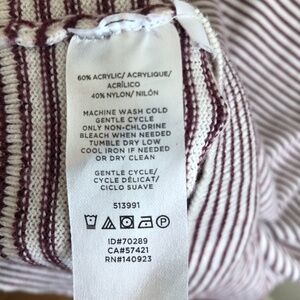 60% ACRYLIC/ ACRYLIQUE/
ACRÍLICO
40% NYLON/ NILÓN
MACHINE WASH COLD
GENTLE CYCLE
ONLY NON-CHLORINE
BLEACH WHEN NEEDED
TUMBLE DRY LOW
COOL IRON IF NEEDED
OR DRY CLEAN
GENTLE CYCLE/
CYCLE DÉLICAT/
CICLO SUAVE
513991
ID#70289
CA#57421
RN#140923